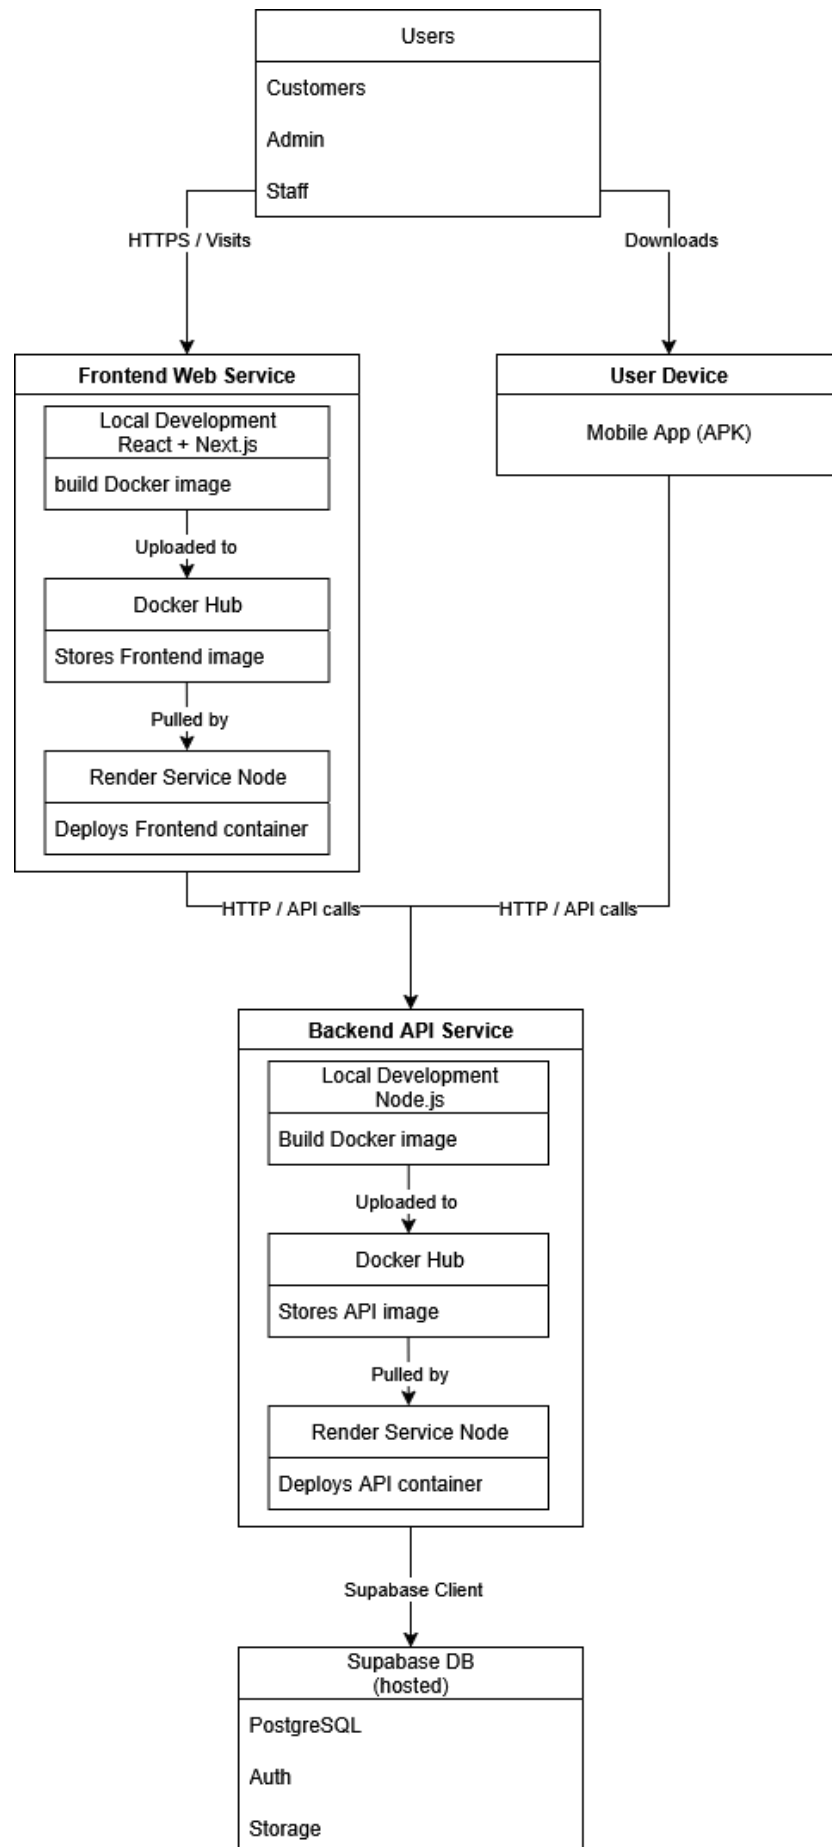 Users
Customers
Admin
Staff
HTTPS / Visits
Downloads
Frontend Web Service
Local Development
React + Next.js
build Docker image
Uploaded to
Docker Hub
Stores Frontend image
Pulled by
Render Service Node
Deploys Frontend container
User Device
Mobile App (APK)
HTTP / API calls
HTTP / API calls
Backend API Service
Local Development
Node.js
Build Docker image
Uploaded to
Docker Hub
Stores API image
Pulled by
Render Service Node
Deploys API container
Supabase Client
Supabase DB
(hosted)
PostgreSQL
Auth
Storage